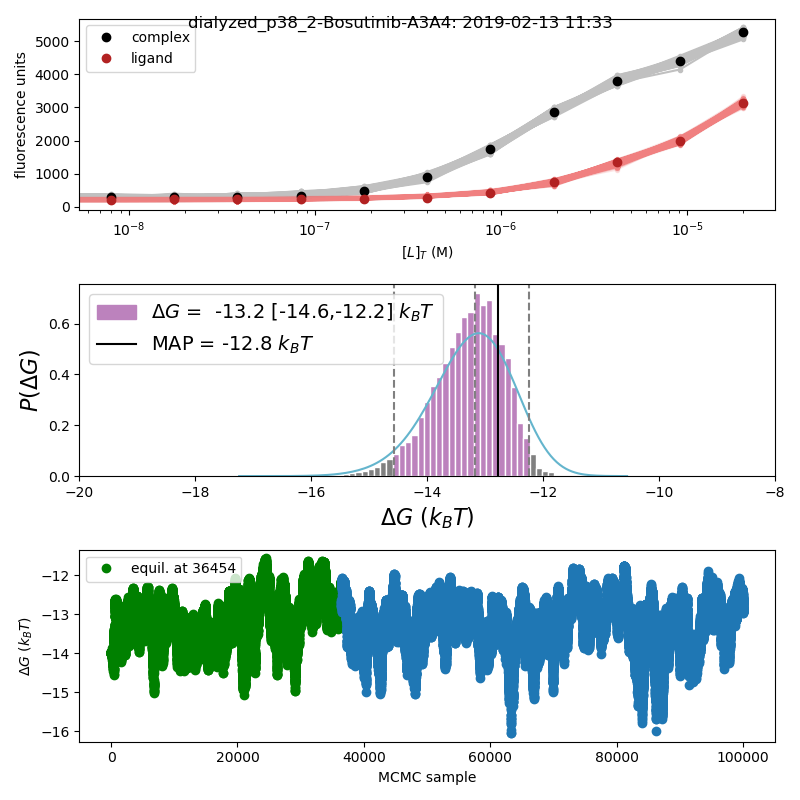 dialyzed_p38_2-Bosutinib-A3A4: 2019-02-13 11:33
fluorescence units
5000
4000
3000
2000
1000
0
complex
ligand
10⁻⁸
10⁻⁷
10⁻⁶
10⁻⁵
[L]_T (M)
P(ΔG)
0.6
0.4
0.2
0.0
ΔG = -13.2 [-14.6,-12.2] k_BT
MAP = -12.8 k_BT
−20
−18
−16
−14
−12
−10
−8
ΔG (k_BT)
ΔG (k_BT)
−12
−13
−14
−15
−16
equil. at 36454
0
20000
40000
60000
80000
100000
MCMC sample